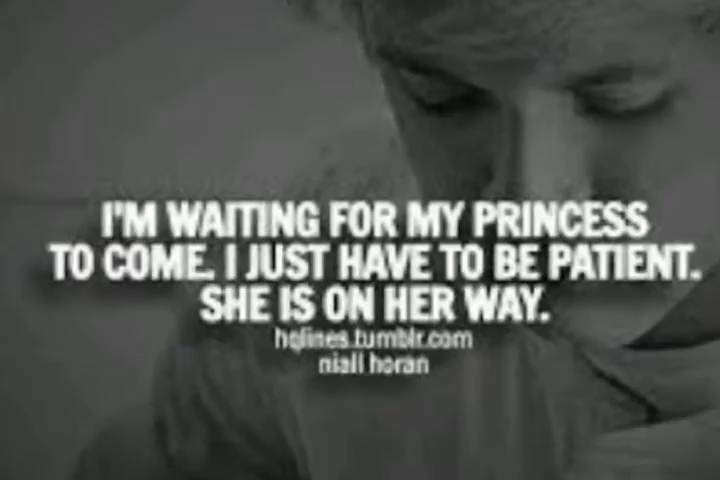 I'M WAITING FOR MY PRINCESS
TO COME. I JUST HAVE TO BE PATIENT.
SHE IS ON HER WAY.
hqlines.tumblr.com
niall horan